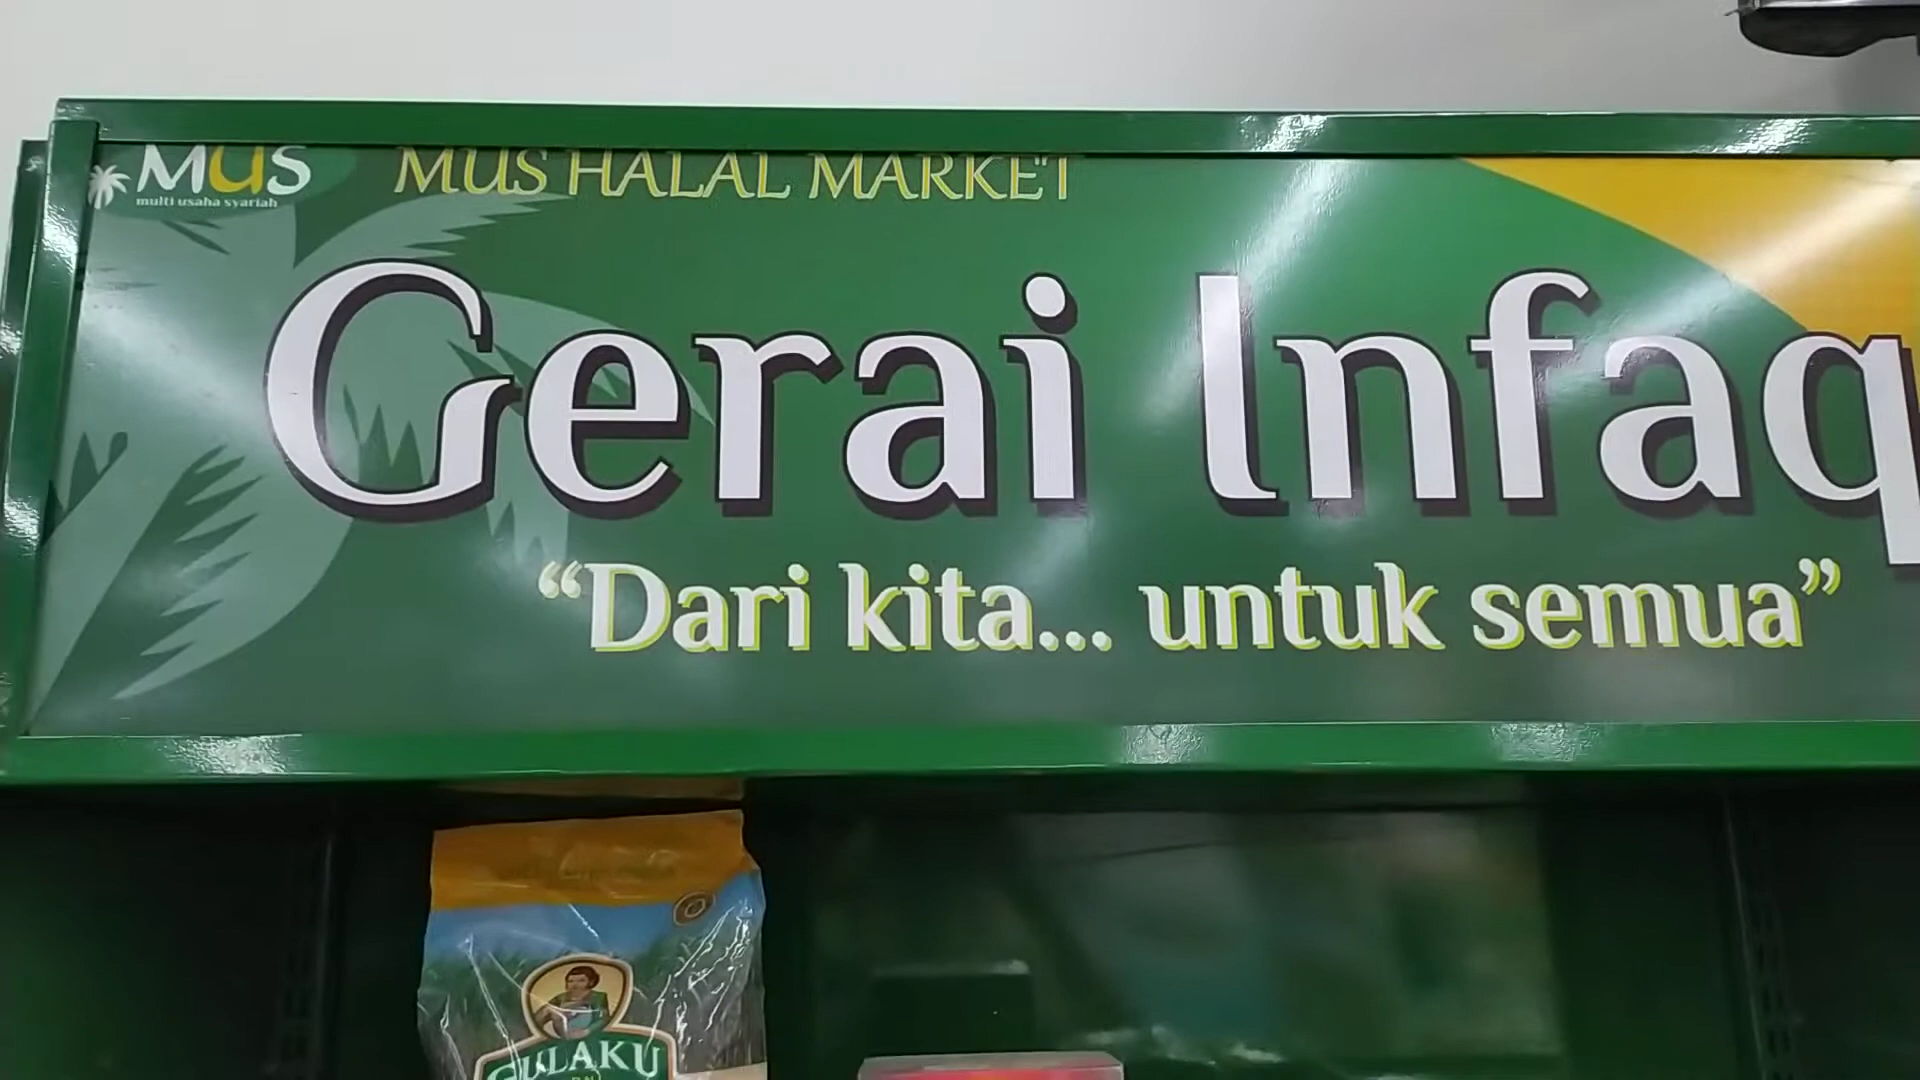 MUS
multi usaha syariah
MUS HALAL MARKET
Gerai Infaq
“Dari kita... untuk semua”
GULAKU